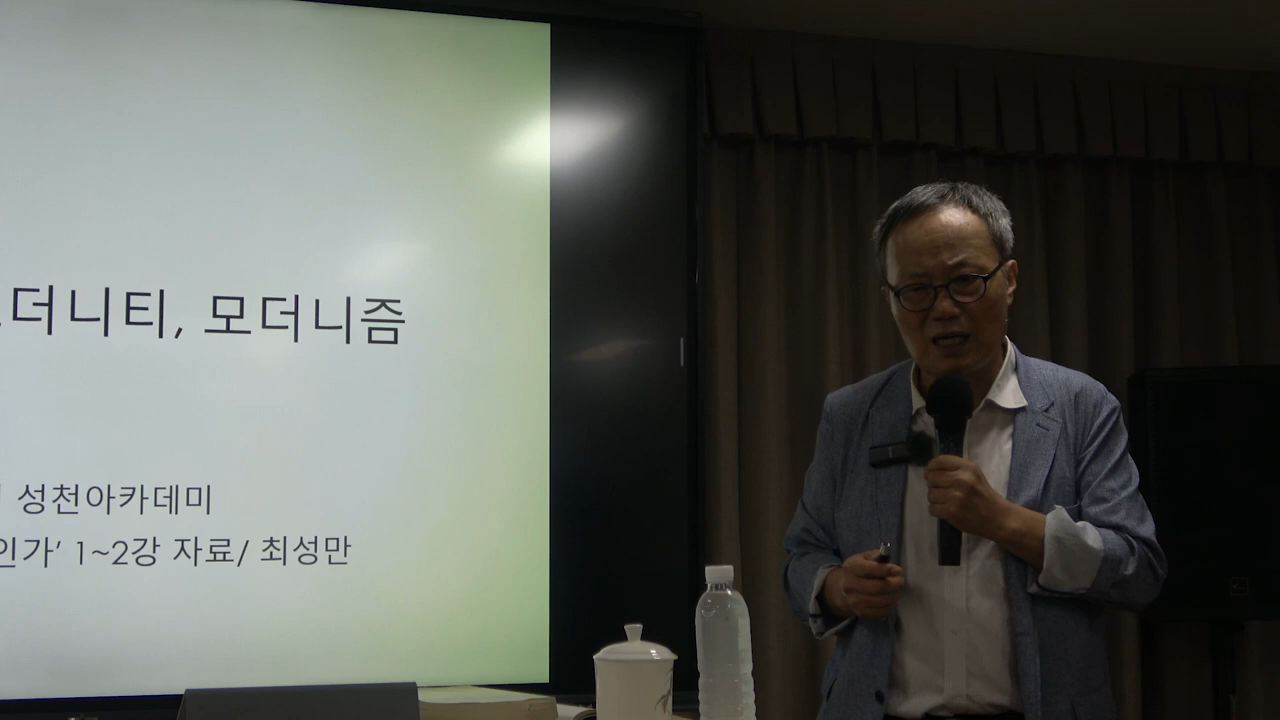 더니티, 모더니즘
성천아카데미
인가’ 1~2강 자료/ 최성만